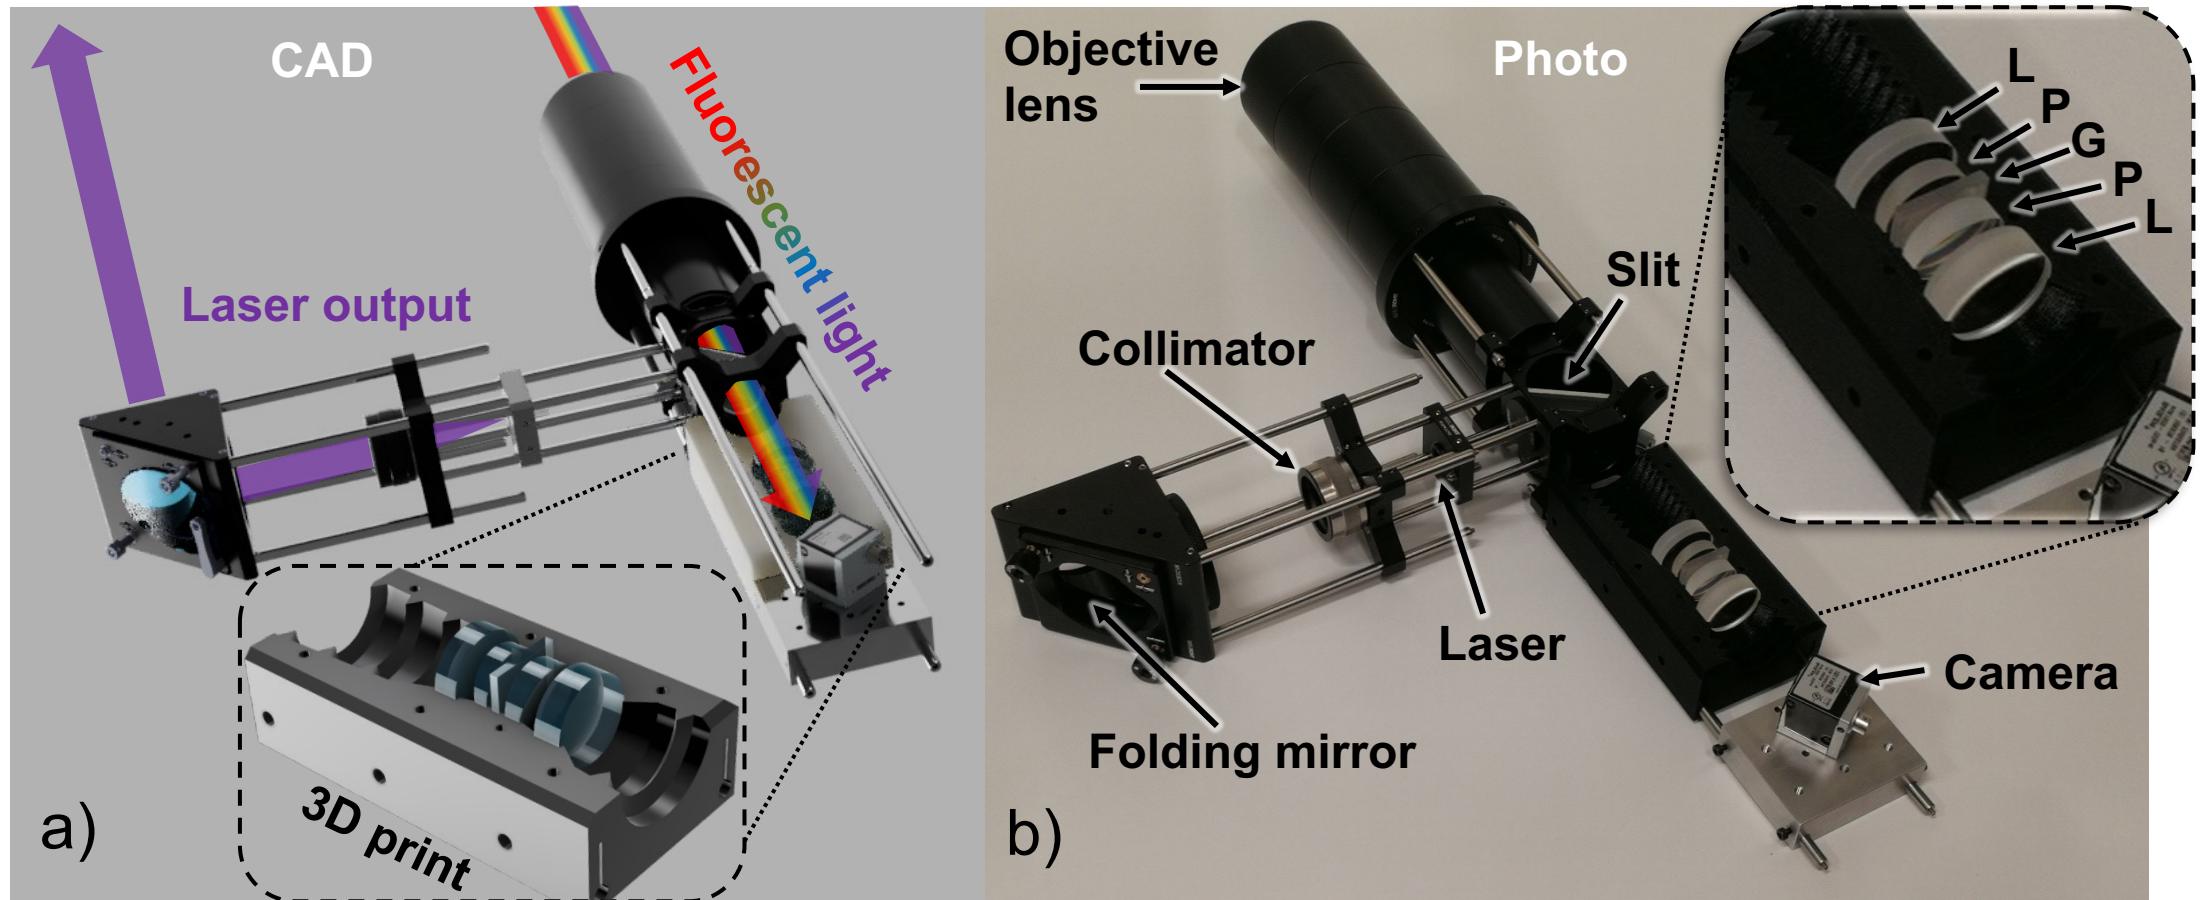 CAD
Fluorescent light
Laser output
3D print
a)
Objective
lens
Photo
L
P
G
P
L
Slit
Collimator
Laser
Camera
Folding mirror
b)